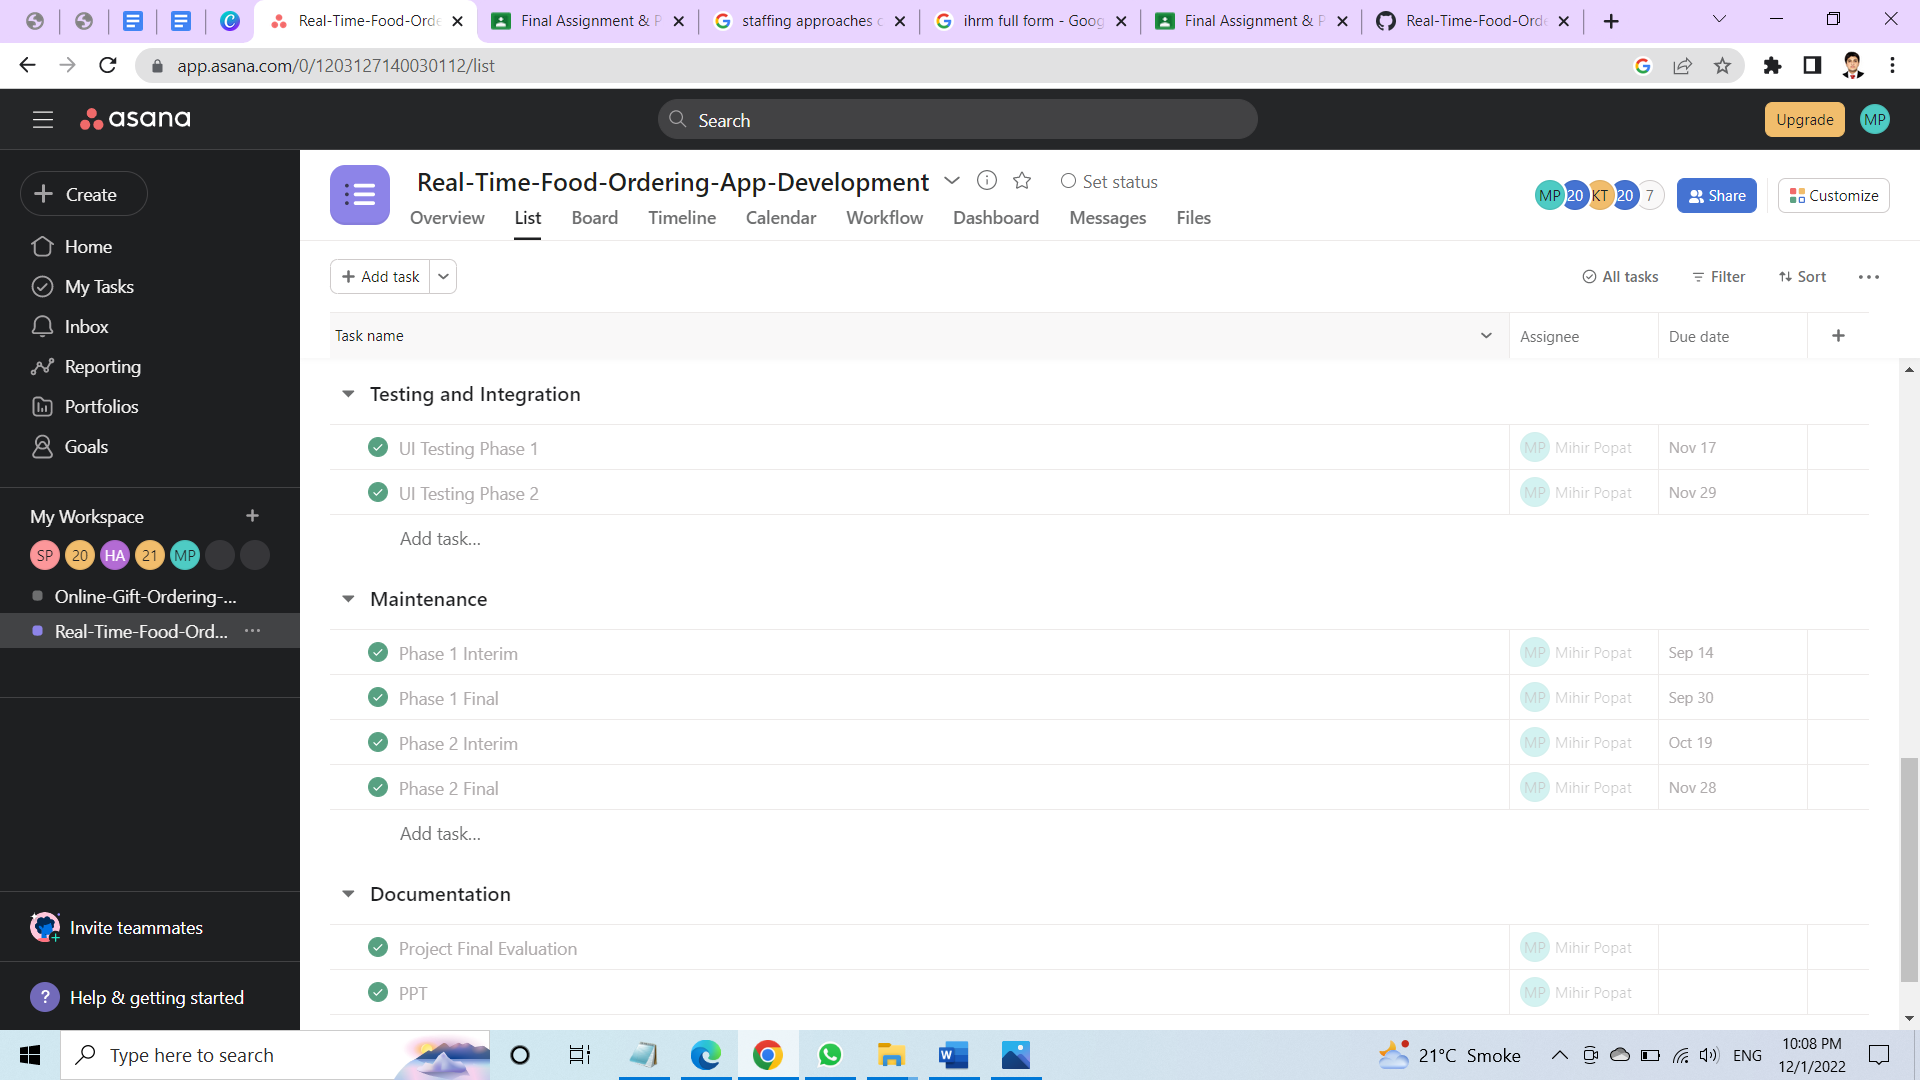 Real-Time-Food-Orde
Final Assignment & P
staffing approaches o
ihrm full form - Goog
Final Assignment & P
Real-Time-Food-Orde
app.asana.com/0/1203127140030112/list
asana
Search
Upgrade
MP
Create
Home
My Tasks
Inbox
Reporting
Portfolios
Goals
My Workspace
SP 20 HA 21 MP
Online-Gift-Ordering-...
Real-Time-Food-Ord...
Invite teammates
? Help & getting started
Real-Time-Food-Ordering-App-Development
Set status
Overview List Board Timeline Calendar Workflow Dashboard Messages Files
MP 20 KT 20 7
Share
Customize
Add task
All tasks
Filter
Sort
Task name Assignee Due date
Testing and Integration
UI Testing Phase 1 MP Mihir Popat Nov 17
UI Testing Phase 2 MP Mihir Popat Nov 29
Add task...
Maintenance
Phase 1 Interim MP Mihir Popat Sep 14
Phase 1 Final MP Mihir Popat Sep 30
Phase 2 Interim MP Mihir Popat Oct 19
Phase 2 Final MP Mihir Popat Nov 28
Add task...
Documentation
Project Final Evaluation MP Mihir Popat
PPT MP Mihir Popat
Type here to search
21°C Smoke
ENG
10:08 PM
12/1/2022